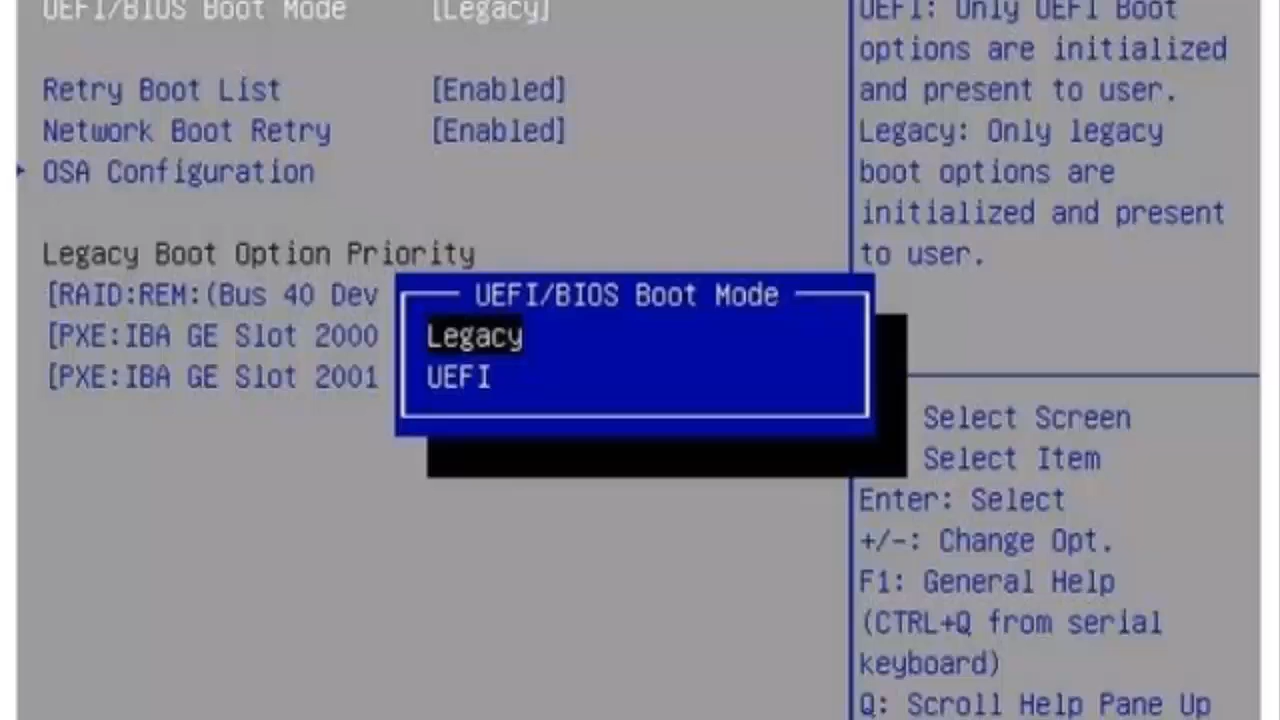 UEFI/BIOS Boot Mode [Legacy]
Retry Boot List [Enabled]
Network Boot Retry [Enabled]
OSA Configuration
Legacy Boot Option Priority
[RAID:REM:(Bus 40 Dev
[PXE:IBA GE Slot 2000
[PXE:IBA GE Slot 2001
UEFI/BIOS Boot Mode
Legacy
UEFI
UEFI: Only UEFI Boot
options are initialized
and present to user.
Legacy: Only legacy
boot options are
initialized and present
to user.
Select Screen
Select Item
Enter: Select
+/-: Change Opt.
F1: General Help
(CTRL+Q from serial
keyboard)
Q: Scroll Help Pane Up